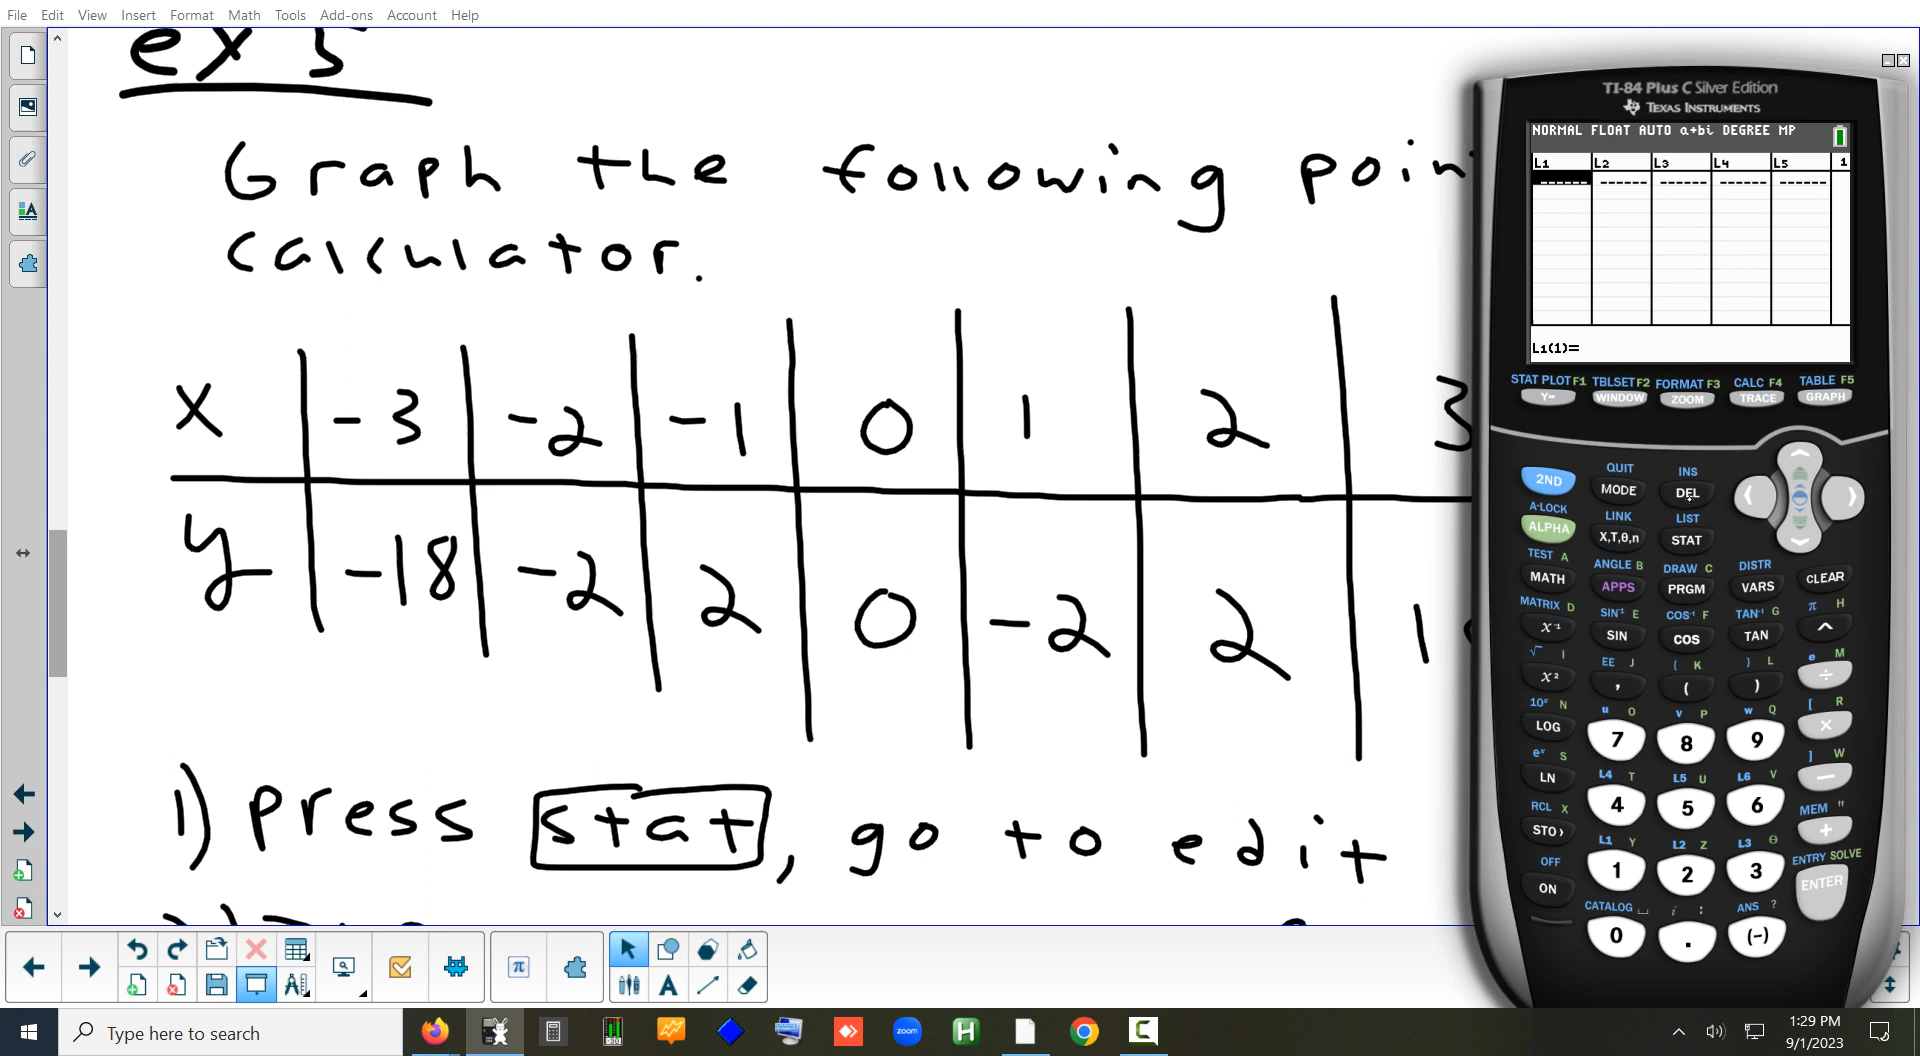 File Edit View Insert Format Math Tools Add-ons Account Help
ex 5
Graph the following poin
calculator.
x -3 -2 -1 0 1 2 3
y -18 -2 2 0 -2 2 1
1) press stat, go to edit
TI-84 Plus C Silver Edition
TEXAS INSTRUMENTS
NORMAL FLOAT AUTO a+bi DEGREE MP
L1 L2 L3 L4 L5 1
------ ------ ------ ------ ------
L1(1)=
STAT PLOT F1 TBLSET F2 FORMAT F3 CALC F4 TABLE F5
Y= WINDOW ZOOM TRACE GRAPH
QUIT INS
2ND MODE DEL
A-LOCK LINK LIST
ALPHA X,T,θ,n STAT
TEST A ANGLE B DRAW C DISTR
MATH APPS PRGM VARS CLEAR
MATRIX D SIN⁻¹ E COS⁻¹ F TAN⁻¹ G π H
x⁻¹ SIN COS TAN ^
√ I EE J { K } L e M
x² , ( ) ÷
10ˣ N u O v P w Q [ R
LOG 7 8 9 ×
eˣ S L4 T L5 U L6 V ] W
LN 4 5 6 −
RCL X L1 Y L2 Z L3 θ MEM "
STO› 1 2 3 +
OFF CATALOG ⎵ i : ANS ? ENTRY SOLVE
ON 0 . (-) ENTER
Type here to search
zoom
1:29 PM
9/1/2023